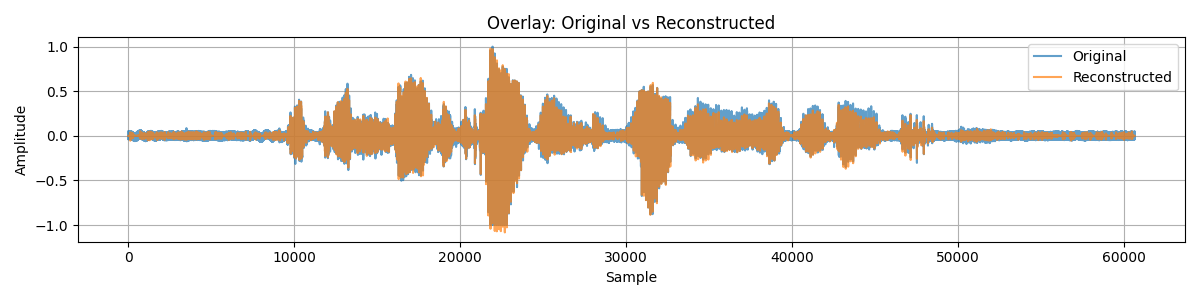 Overlay: Original vs Reconstructed
1.0
0.5
0.0
−0.5
−1.0
Amplitude
Original
Reconstructed
0
10000
20000
30000
40000
50000
60000
Sample